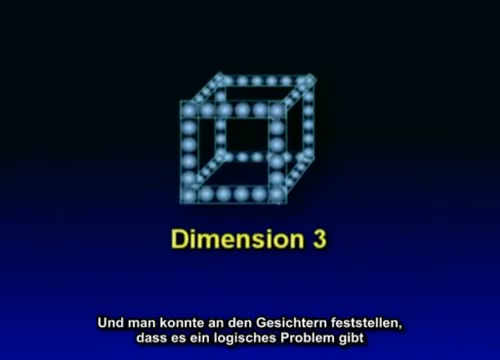 Dimension 3
Und man konnte an den Gesichtern feststellen,
dass es ein logisches Problem gibt